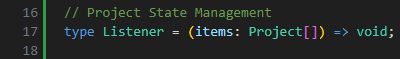 16 // Project State Management
17 type Listener = (items: Project[]) => void;
18